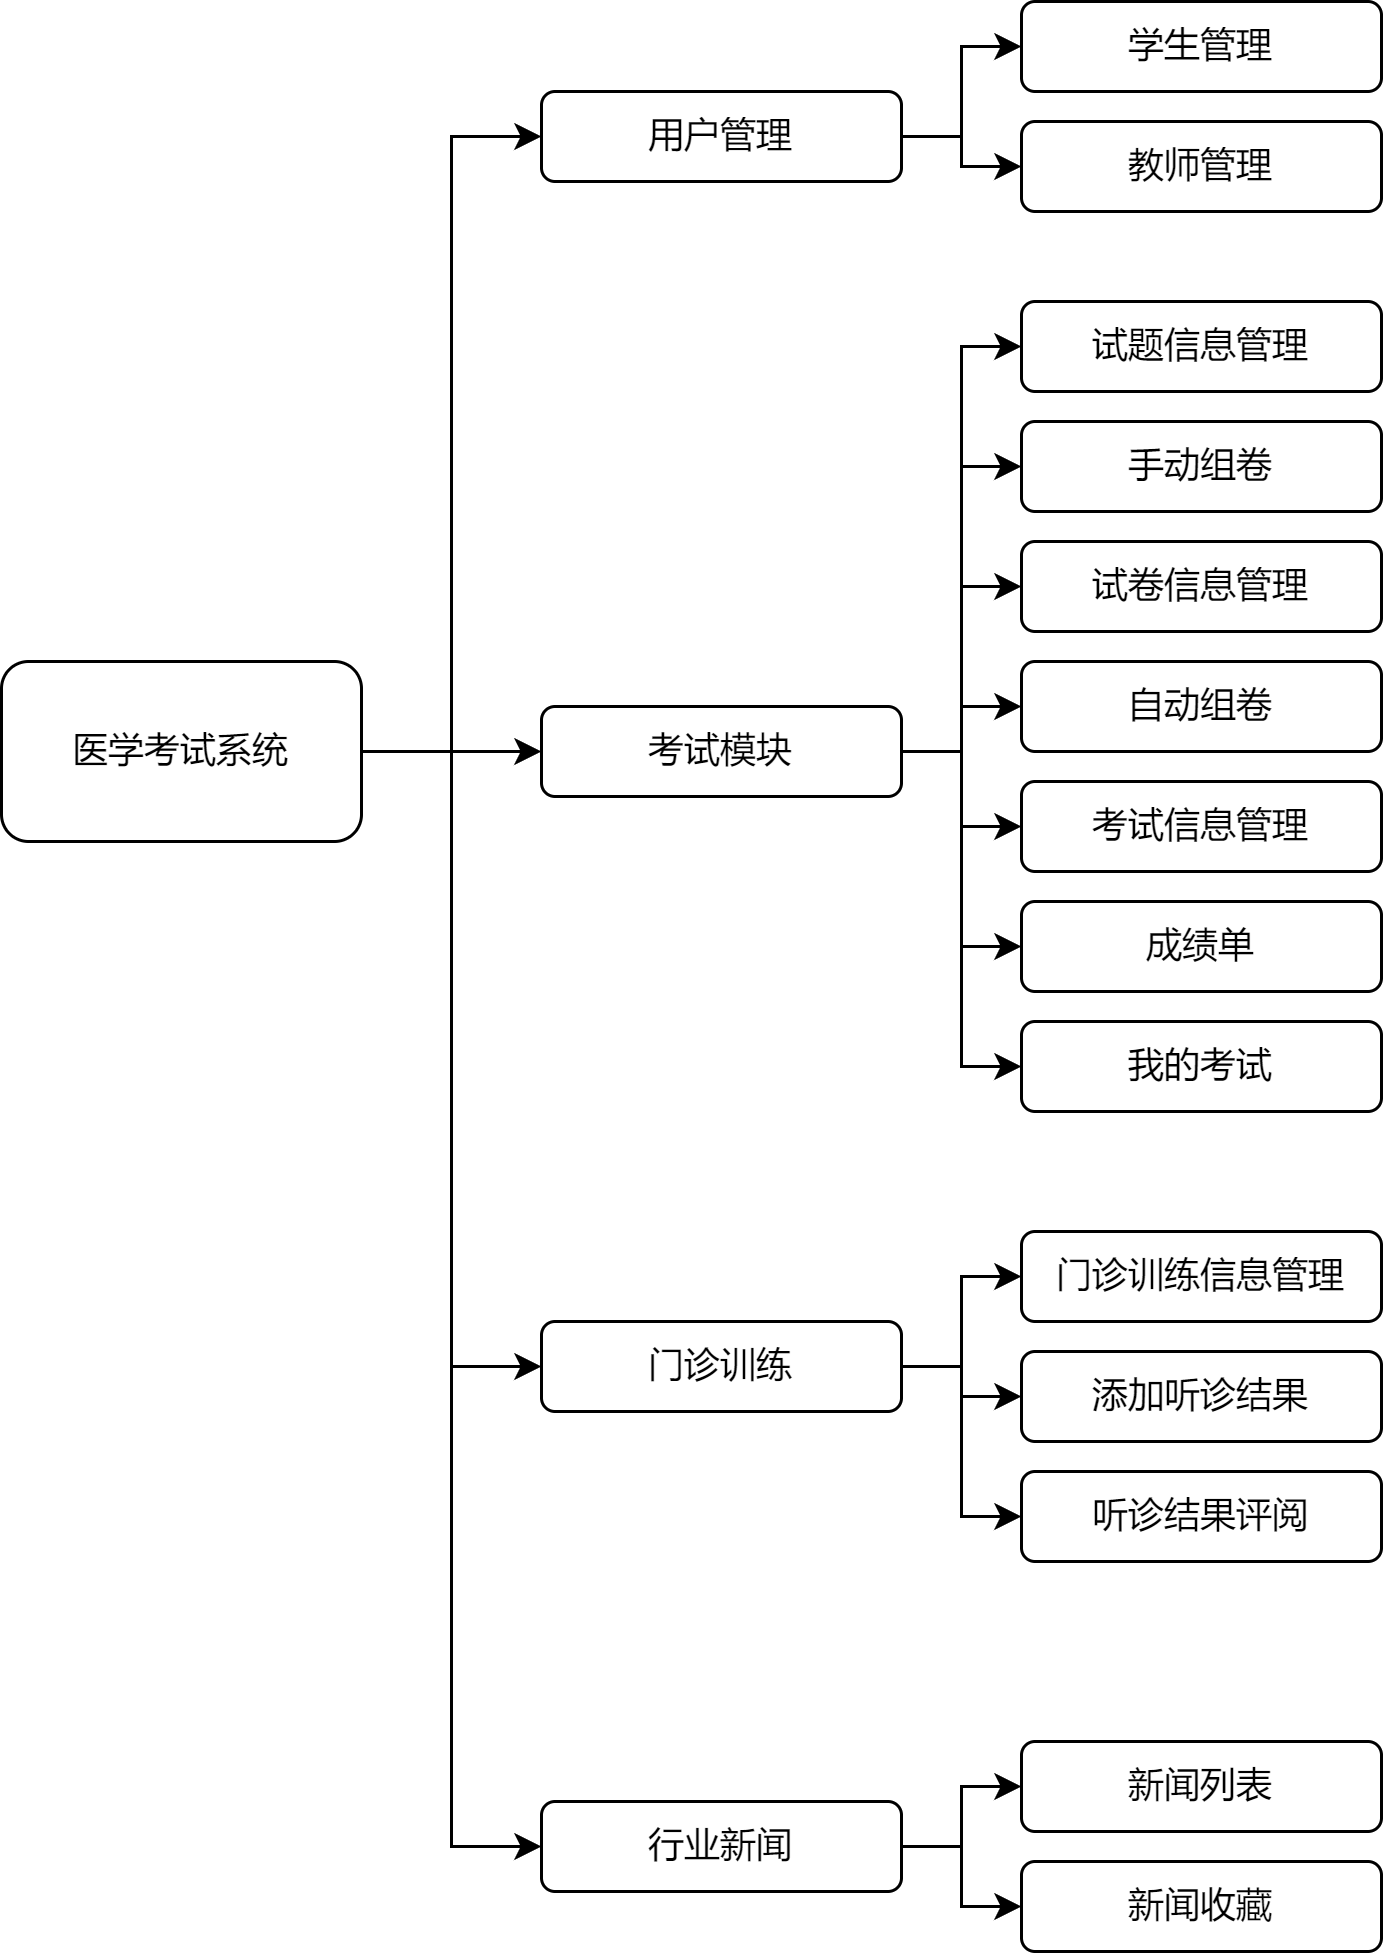 医学考试系统
用户管理
学生管理
教师管理
考试模块
试题信息管理
手动组卷
试卷信息管理
自动组卷
考试信息管理
成绩单
我的考试
门诊训练
门诊训练信息管理
添加听诊结果
听诊结果评阅
行业新闻
新闻列表
新闻收藏